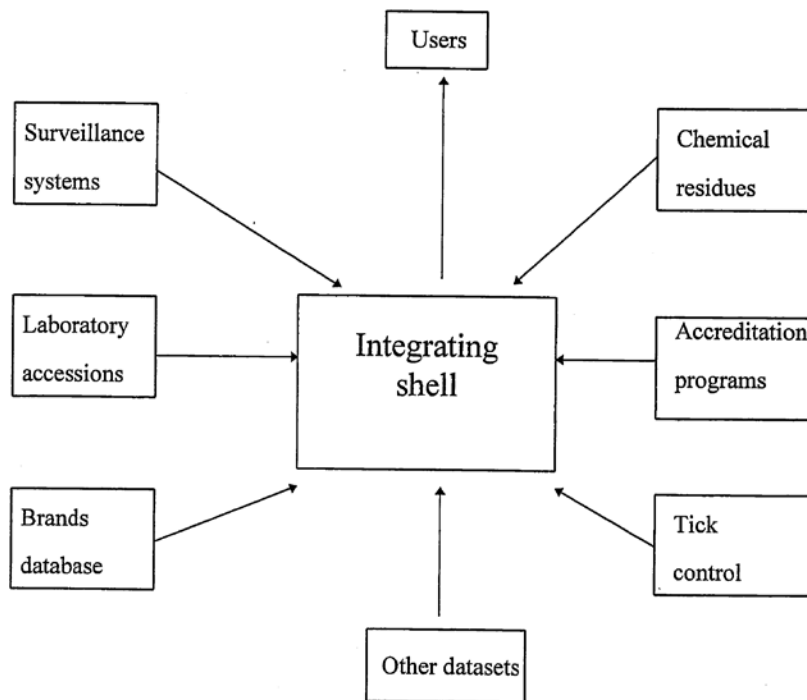 Users
Surveillance
systems
Chemical
residues
Laboratory
accessions
Integrating
shell
Accreditation
programs
Brands
database
Tick
control
Other datasets